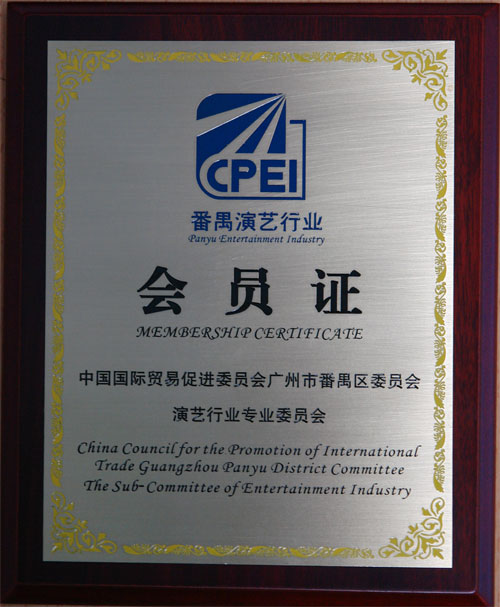 CPEI
番禺演艺行业
Panyu Entertainment Industry
会员证
MEMBERSHIP CERTIFICATE
中国国际贸易促进委员会广州市番禺区委员会
演艺行业专业委员会
China Council for the Promotion of International
Trade Guangzhou Panyu District Committee
The Sub-Committee of Entertainment Industry